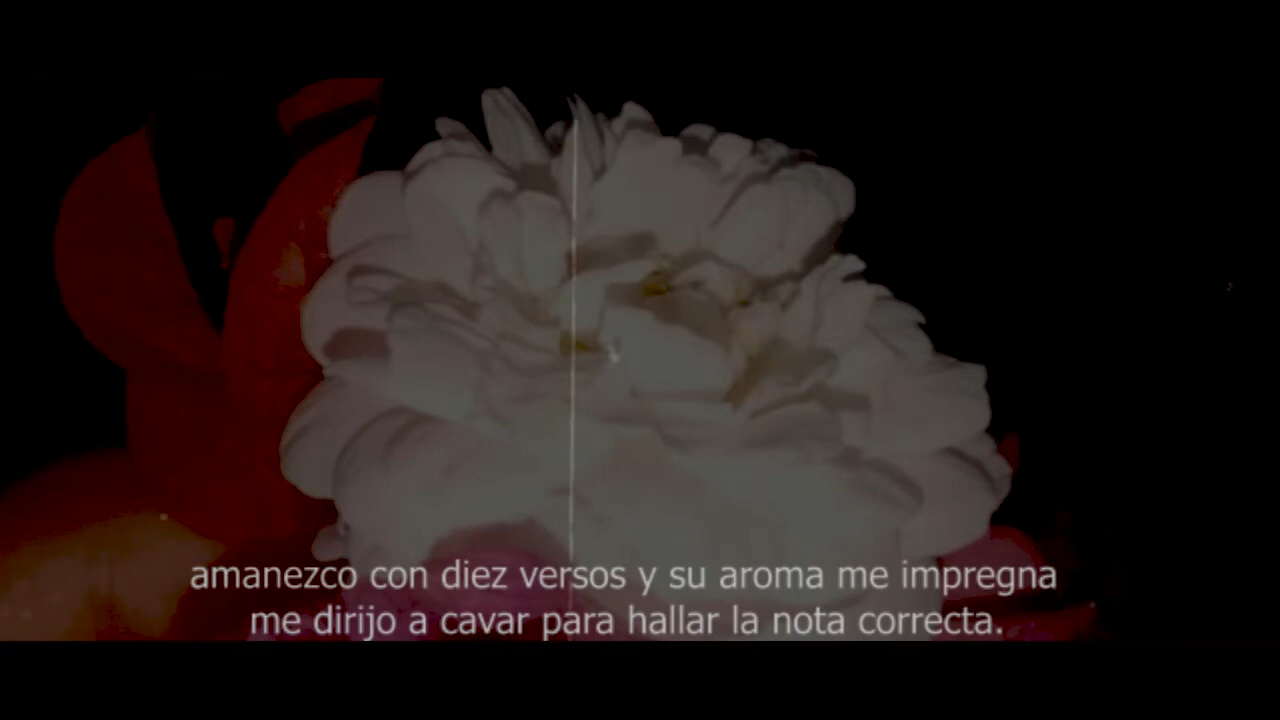 amanezco con diez versos y su aroma me impregna
me dirijo a cavar para hallar la nota correcta.